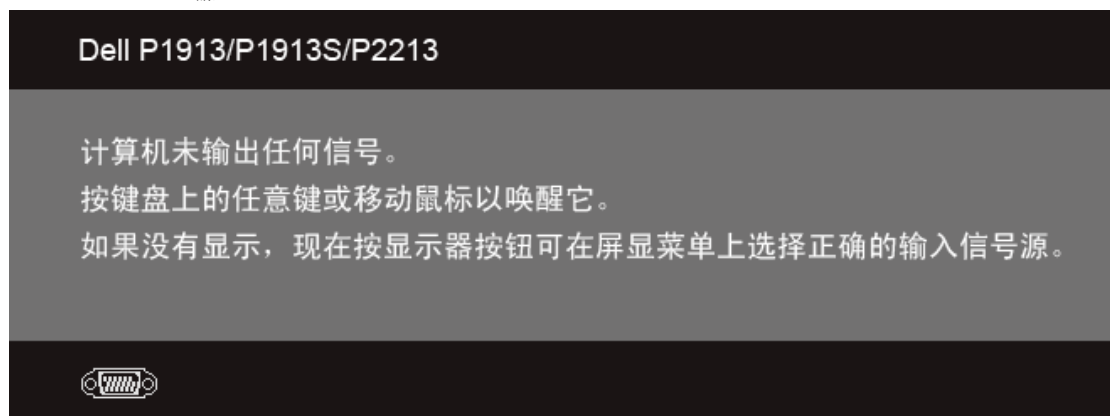 Dell P1913/P1913S/P2213
计算机未输出任何信号。
按键盘上的任意键或移动鼠标以唤醒它。
如果没有显示，现在按显示器按钮可在屏显菜单上选择正确的输入信号源。